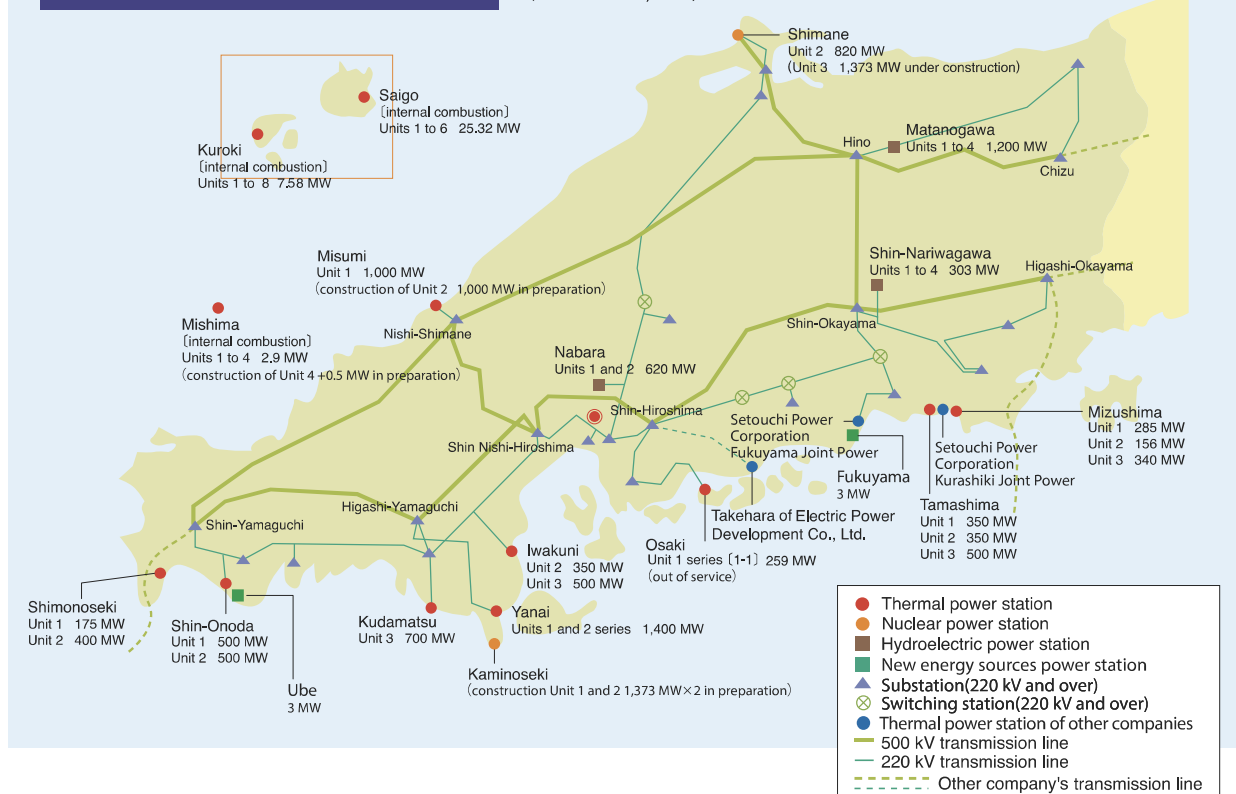 Shimane
Unit 2 820 MW
(Unit 3 1,373 MW under construction)
Saigo
[internal combustion]
Units 1 to 6 25.32 MW
Kuroki
[internal combustion]
Units 1 to 8 7.58 MW
Hino
Matanogawa
Units 1 to 4 1,200 MW
Chizu
Misumi
Unit 1 1,000 MW
(construction of Unit 2 1,000 MW in preparation)
Shin-Nariwagawa
Units 1 to 4 303 MW
Higashi-Okayama
Mishima
[internal combustion]
Units 1 to 4 2.9 MW
(construction of Unit 4 +0.5 MW in preparation)
Nishi-Shimane
Shin-Okayama
Nabara
Units 1 and 2 620 MW
Shin-Hiroshima
Shin Nishi-Hiroshima
Setouchi Power
Corporation
Fukuyama Joint Power
Fukuyama
3 MW
Mizushima
Unit 1 285 MW
Unit 2 156 MW
Unit 3 340 MW
Setouchi Power
Corporation
Kurashiki Joint Power
Tamashima
Unit 1 350 MW
Unit 2 350 MW
Unit 3 500 MW
Takehara of Electric Power
Development Co., Ltd.
Osaki
Unit 1 series [1-1] 259 MW
(out of service)
Higashi-Yamaguchi
Shin-Yamaguchi
Iwakuni
Unit 2 350 MW
Unit 3 500 MW
Yanai
Units 1 and 2 series 1,400 MW
Kudamatsu
Unit 3 700 MW
Kaminoseki
(construction Unit 1 and 2 1,373 MW×2 in preparation)
Shimonoseki
Unit 1 175 MW
Unit 2 400 MW
Shin-Onoda
Unit 1 500 MW
Unit 2 500 MW
Ube
3 MW
Thermal power station
Nuclear power station
Hydroelectric power station
New energy sources power station
Substation(220 kV and over)
Switching station(220 kV and over)
Thermal power station of other companies
500 kV transmission line
220 kV transmission line
Other company's transmission line